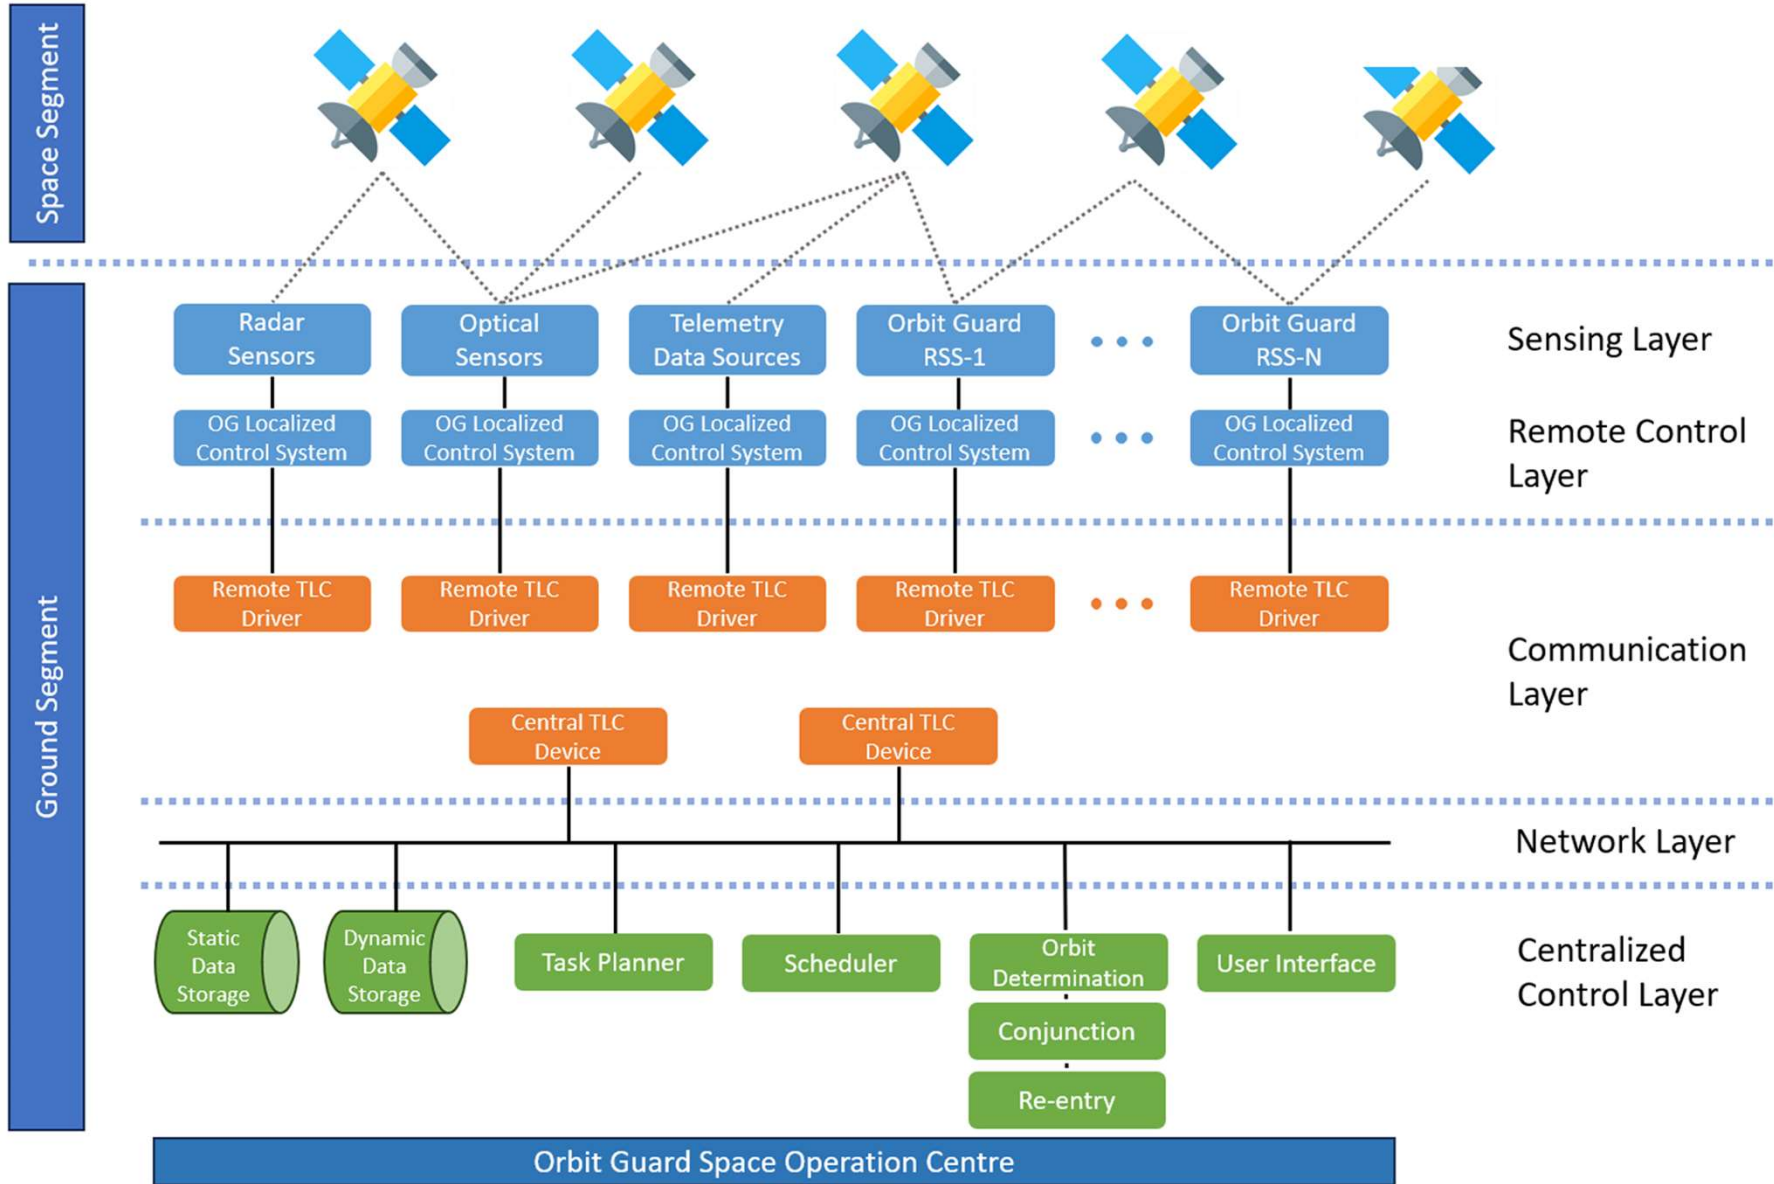 Space Segment
Radar
Sensors
Optical
Sensors
Telemetry
Data Sources
Orbit Guard
RSS-1
Orbit Guard
RSS-N
Sensing Layer
OG Localized
Control System
OG Localized
Control System
OG Localized
Control System
OG Localized
Control System
OG Localized
Control System
Remote Control
Layer
Ground Segment
Remote TLC
Driver
Remote TLC
Driver
Remote TLC
Driver
Remote TLC
Driver
Remote TLC
Driver
Communication
Layer
Central TLC
Device
Central TLC
Device
Network Layer
Static
Data
Storage
Dynamic
Data
Storage
Task Planner
Scheduler
Orbit
Determination
Conjunction
Re-entry
User Interface
Centralized
Control Layer
Orbit Guard Space Operation Centre